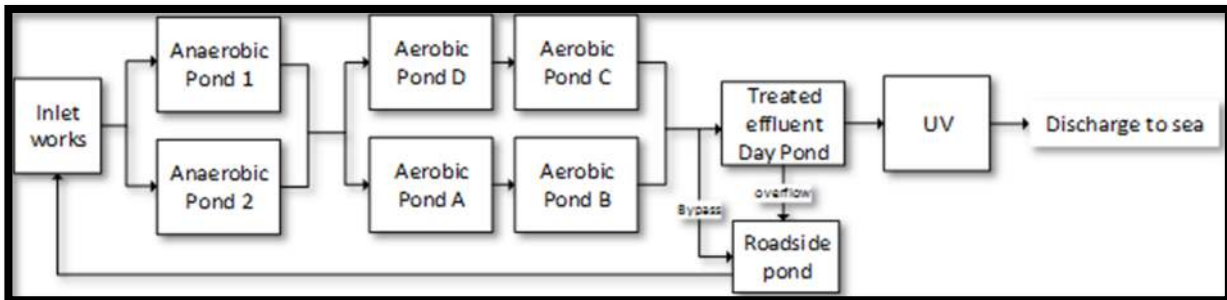 Inlet
works
Anaerobic
Pond 1
Anaerobic
Pond 2
Aerobic
Pond D
Aerobic
Pond C
Aerobic
Pond A
Aerobic
Pond B
Treated
effluent
Day Pond
UV
Discharge to sea
overflow
Bypass
Roadside
pond